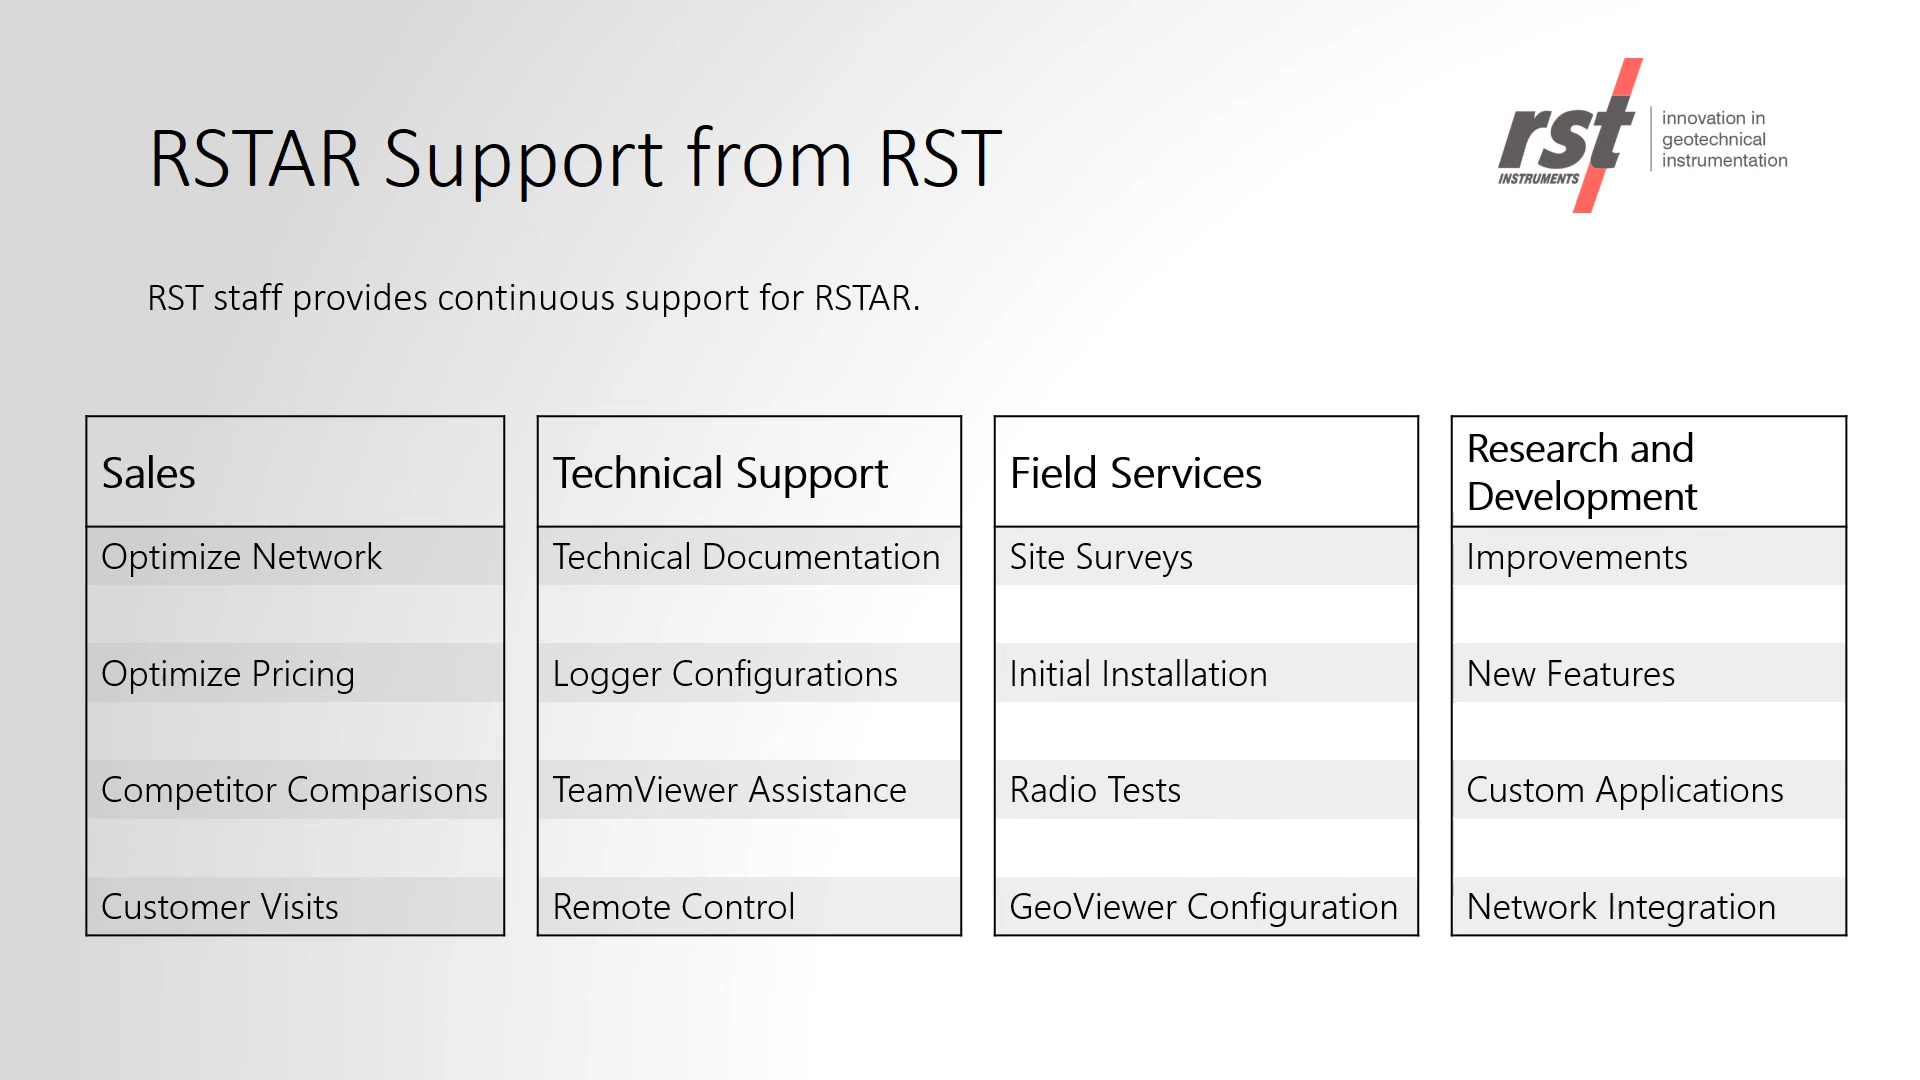 RSTAR Support from RST
rst
INSTRUMENTS
innovation in
geotechnical
instrumentation
RST staff provides continuous support for RSTAR.
Sales
Optimize Network
Optimize Pricing
Competitor Comparisons
Customer Visits
Technical Support
Technical Documentation
Logger Configurations
TeamViewer Assistance
Remote Control
Field Services
Site Surveys
Initial Installation
Radio Tests
GeoViewer Configuration
Research and
Development
Improvements
New Features
Custom Applications
Network Integration